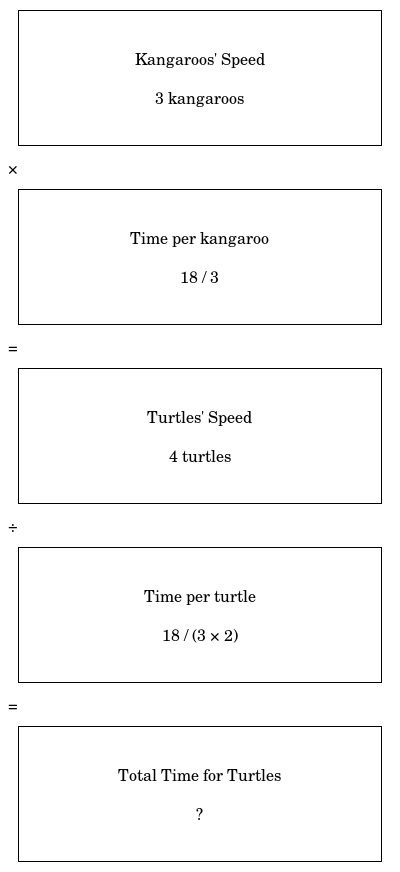 Kangaroos' Speed
3 kangaroos
×
Time per kangaroo
18 / 3
=
Turtles' Speed
4 turtles
÷
Time per turtle
18 / (3 × 2)
=
Total Time for Turtles
?